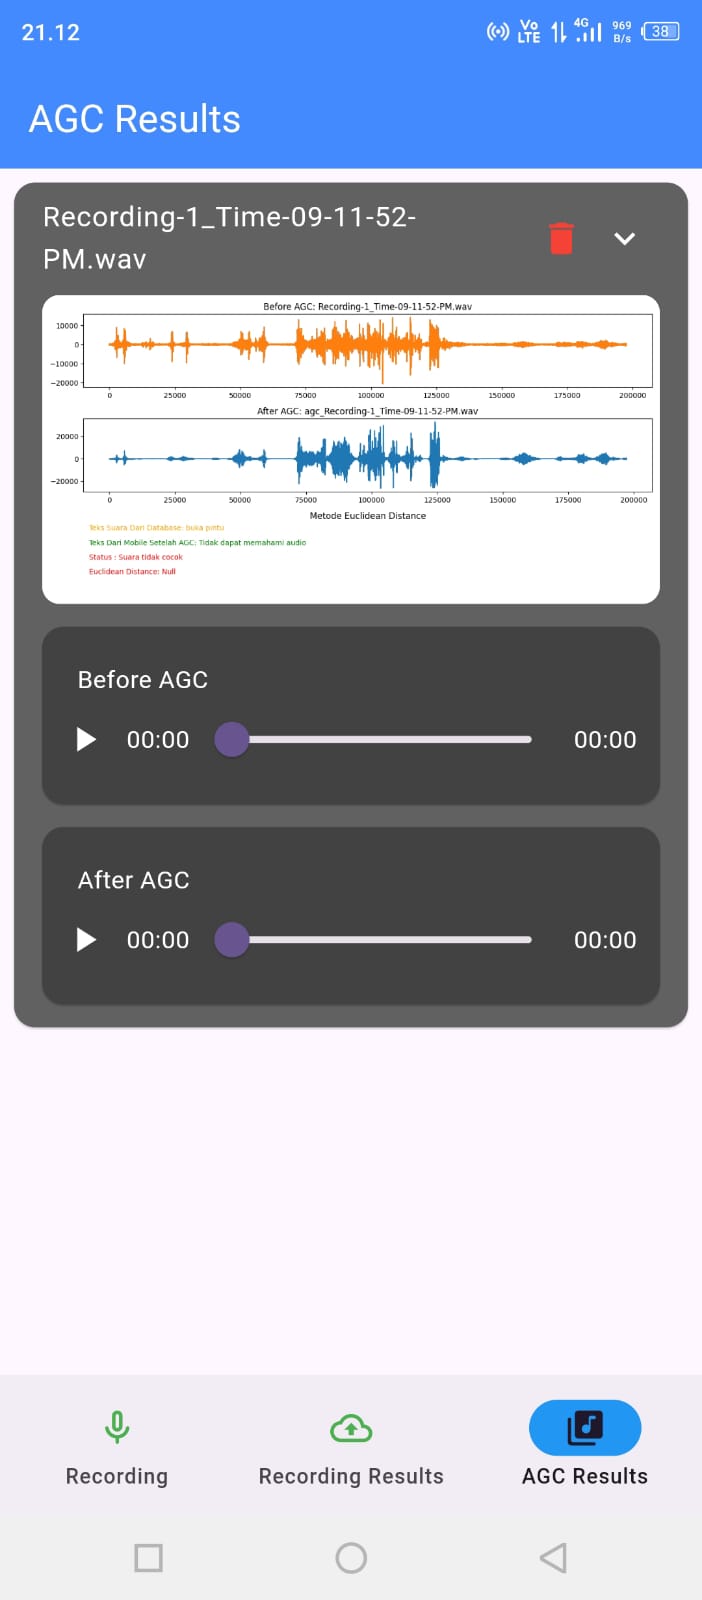 21.12
Vo
LTE
4G
969
B/s
38
AGC Results
Recording-1_Time-09-11-52-
PM.wav
Before AGC: Recording-1_Time-09-11-52-PM.wav
10000
0
−10000
−20000
0 25000 50000 75000 100000 125000 150000 175000 200000
After AGC: agc_Recording-1_Time-09-11-52-PM.wav
20000
0
−20000
0 25000 50000 75000 100000 125000 150000 175000 200000
Metode Euclidean Distance
Teks Suara Dari Database: buka pintu
Teks Dari Mobile Setelah AGC: Tidak dapat memahami audio
Status : Suara tidak cocok
Euclidean Distance: Null
Before AGC
00:00 00:00
After AGC
00:00 00:00
Recording Recording Results AGC Results